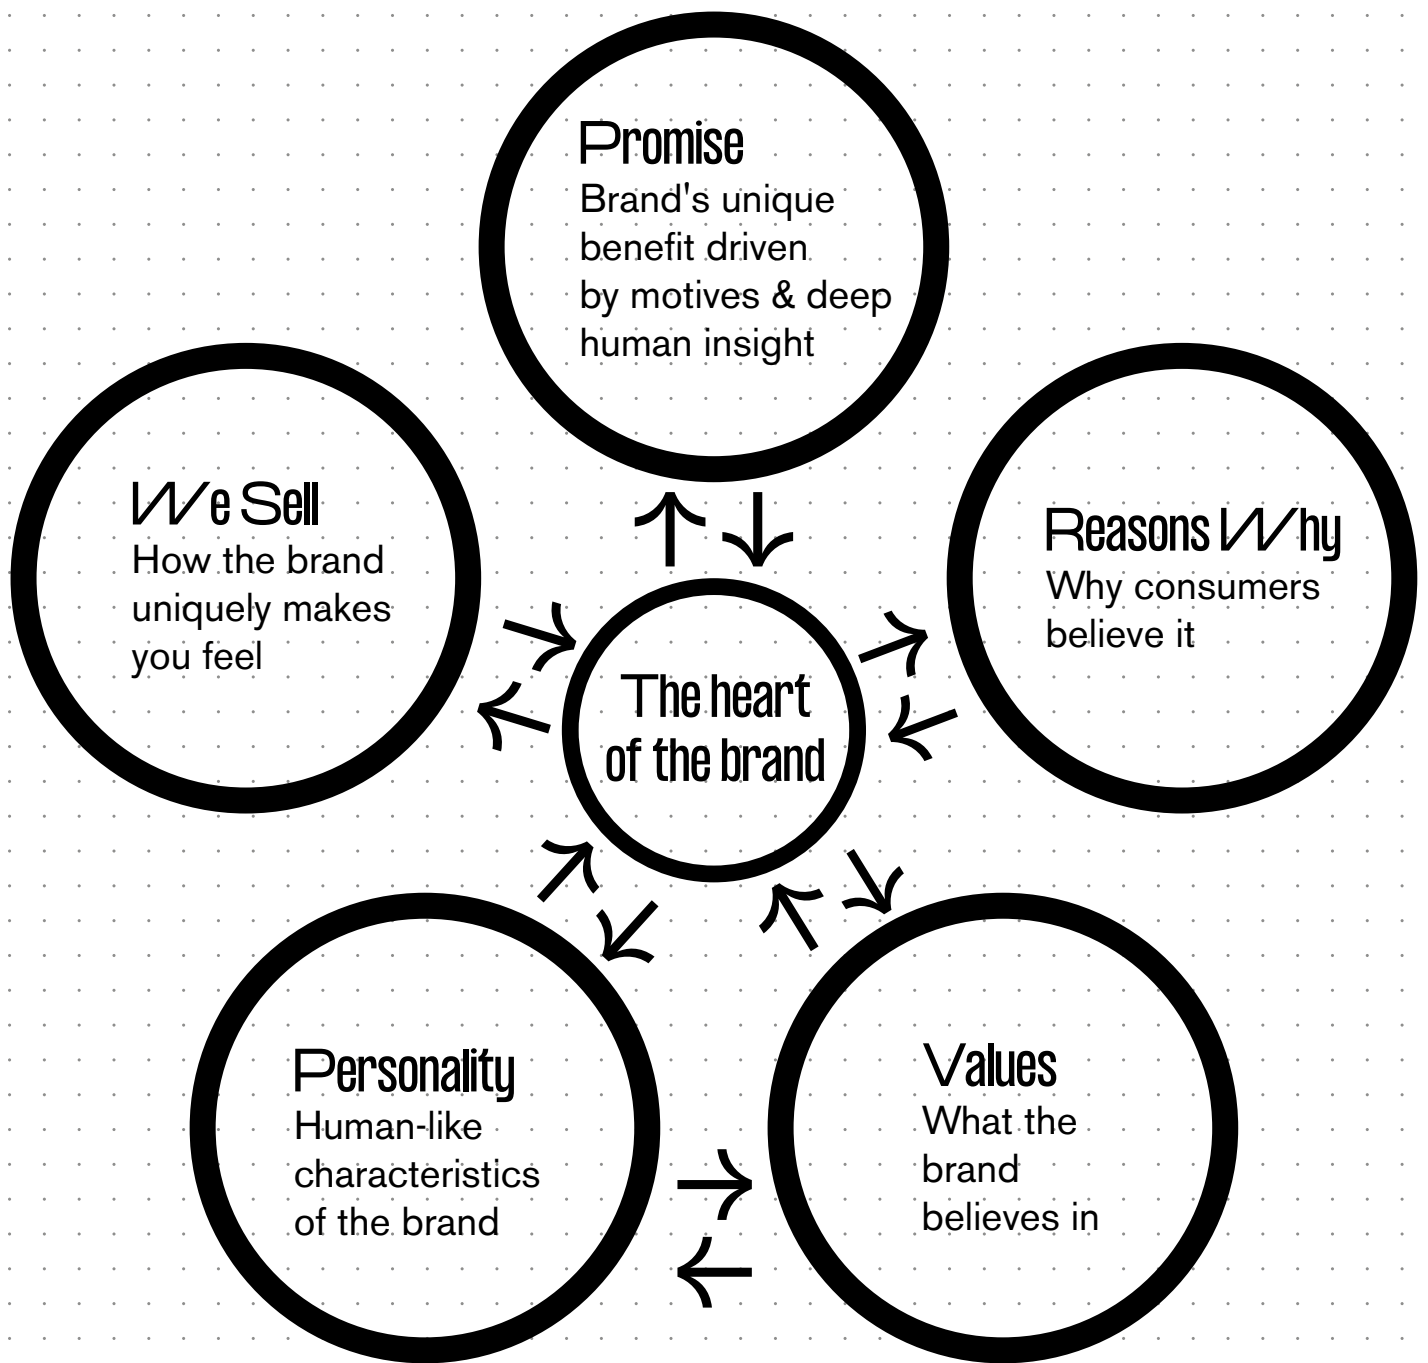 Promise
Brand's unique
benefit driven
by motives & deep
human insight
We Sell
How the brand
uniquely makes
you feel
Reasons Why
Why consumers
believe it
The heart
of the brand
Personality
Human-like
characteristics
of the brand
Values
What the
brand
believes in